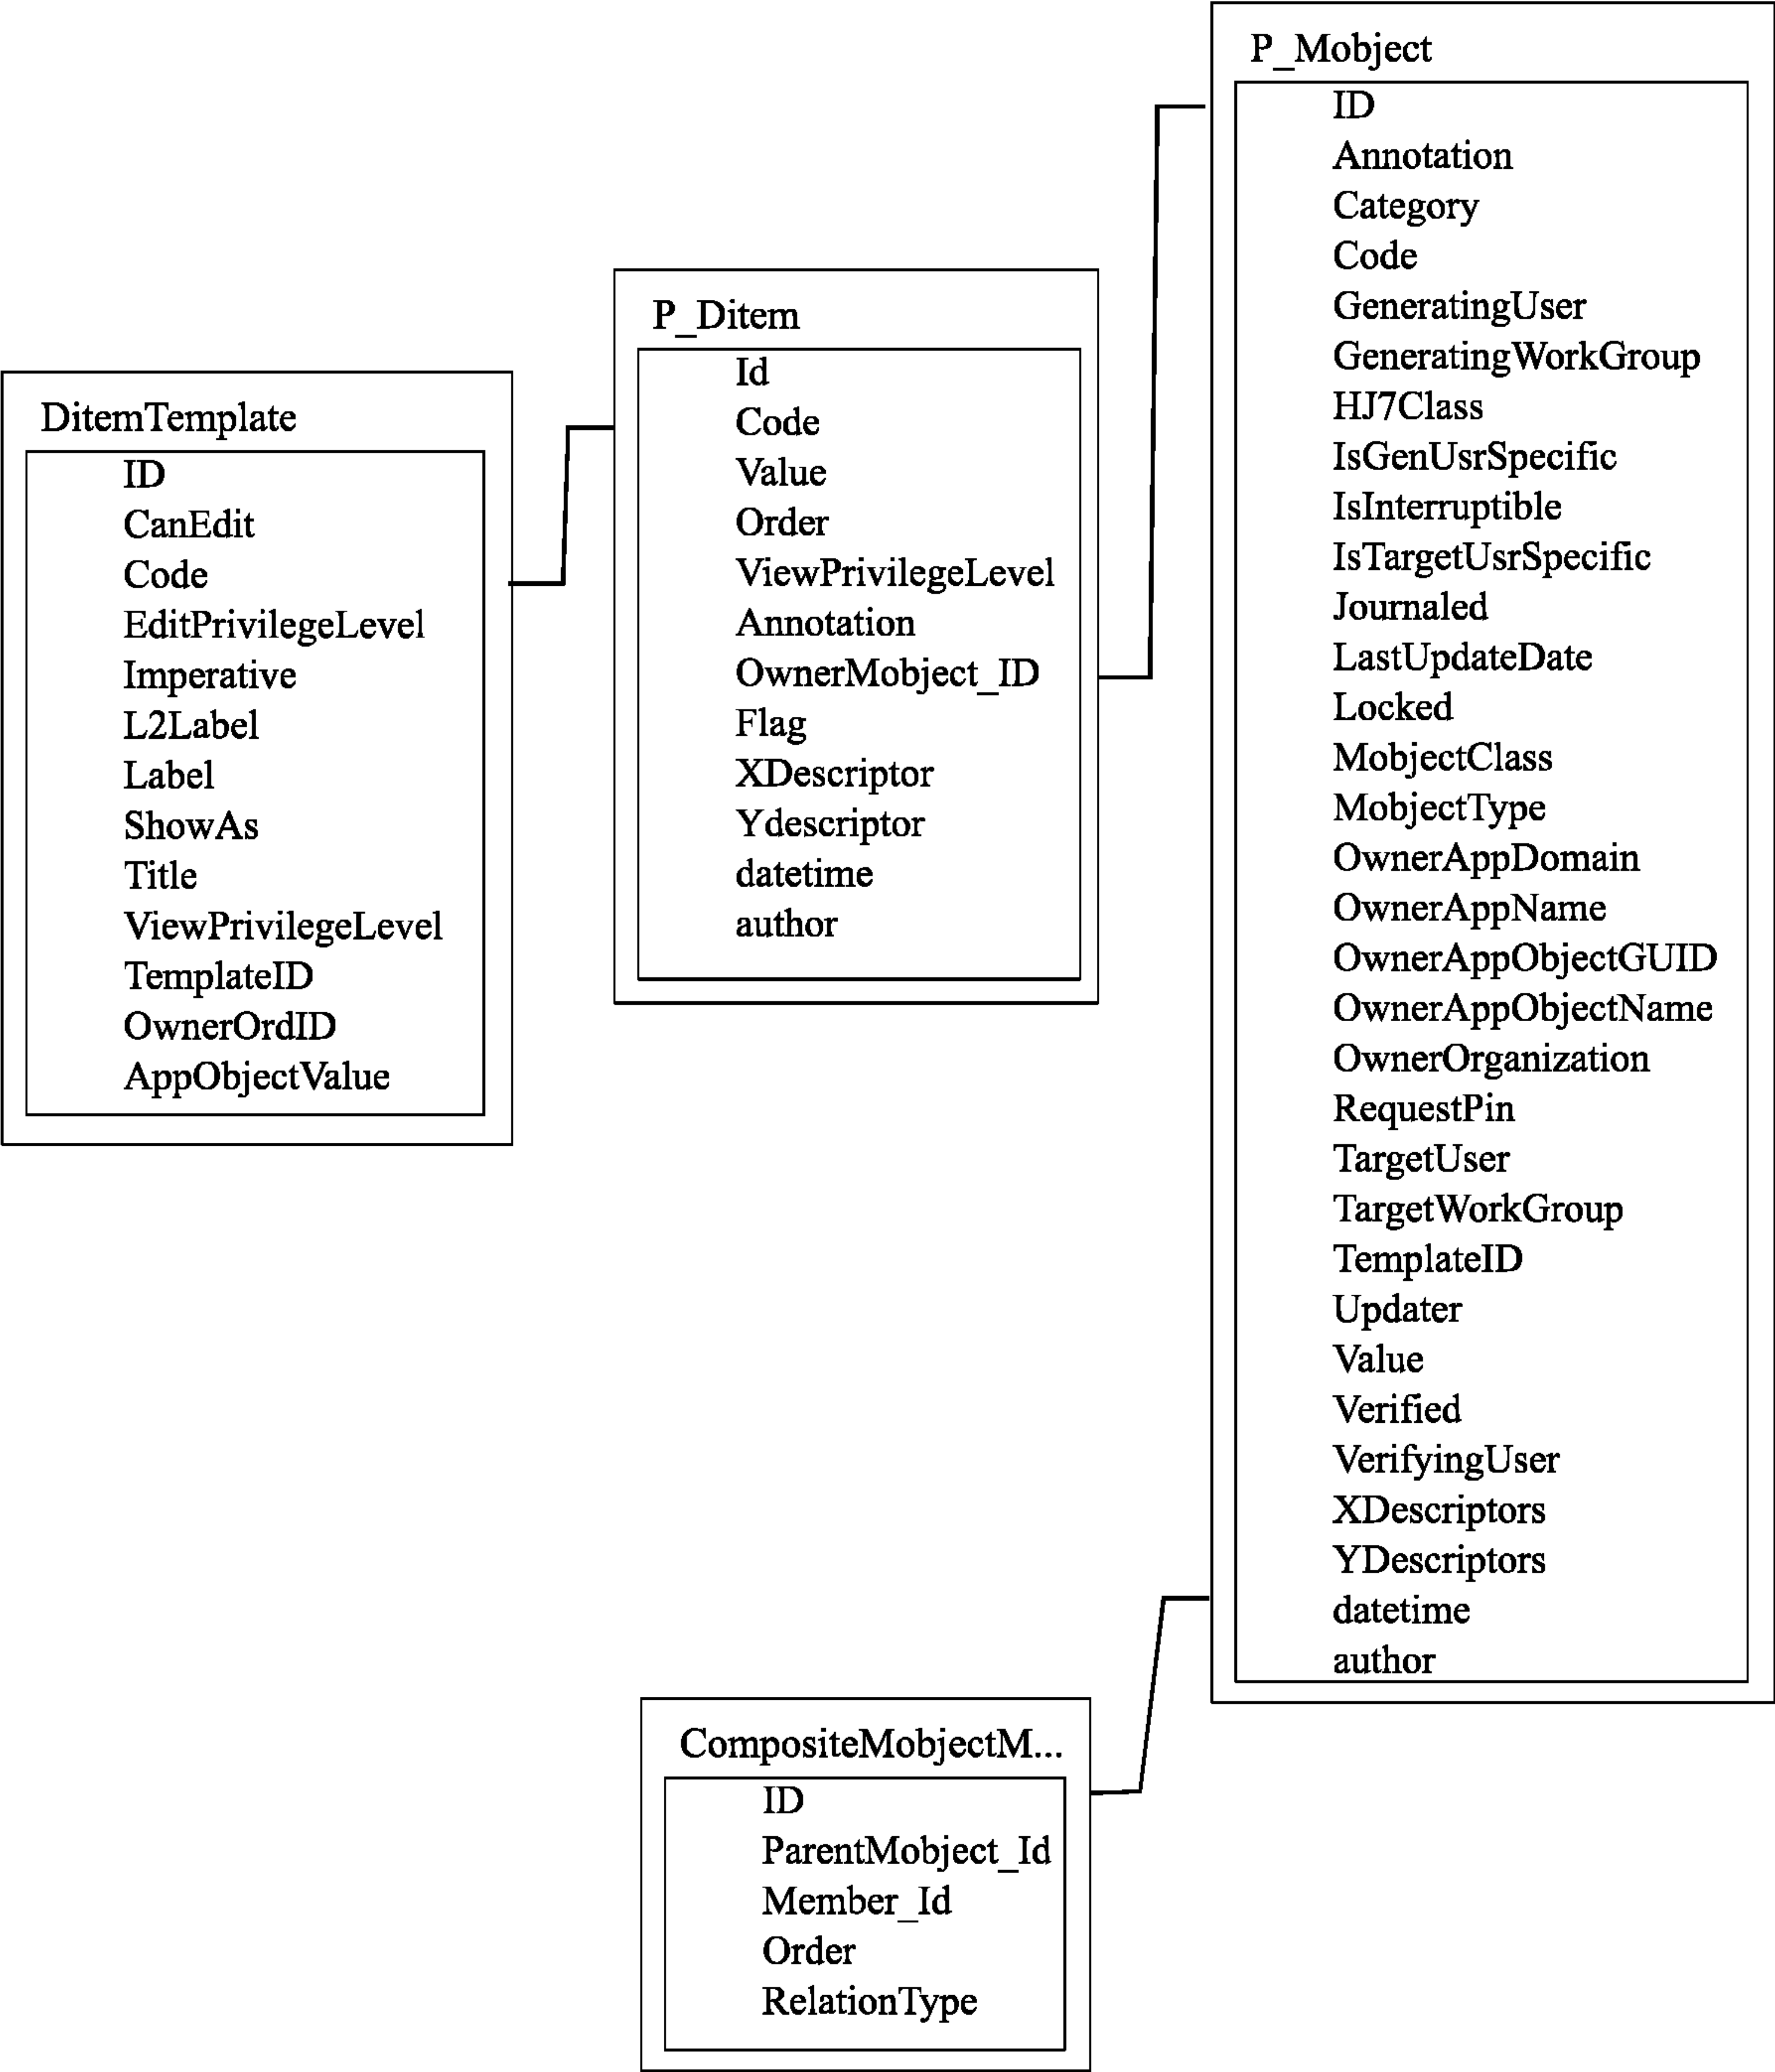 DitemTemplate
ID
CanEdit
Code
EditPrivilegeLevel
Imperative
L2Label
Label
ShowAs
Title
ViewPrivilegeLevel
TemplateID
OwnerOrdID
AppObjectValue
P_Ditem
Id
Code
Value
Order
ViewPrivilegeLevel
Annotation
OwnerMobject_ID
Flag
XDescriptor
Ydescriptor
datetime
author
P_Mobject
ID
Annotation
Category
Code
GeneratingUser
GeneratingWorkGroup
HJ7Class
IsGenUsrSpecific
IsInterruptible
IsTargetUsrSpecific
Journaled
LastUpdateDate
Locked
MobjectClass
MobjectType
OwnerAppDomain
OwnerAppName
OwnerAppObjectGUID
OwnerAppObjectName
OwnerOrganization
RequestPin
TargetUser
TargetWorkGroup
TemplateID
Updater
Value
Verified
VerifyingUser
XDescriptors
YDescriptors
datetime
author
CompositeMobjectM...
ID
ParentMobject_Id
Member_Id
Order
RelationType